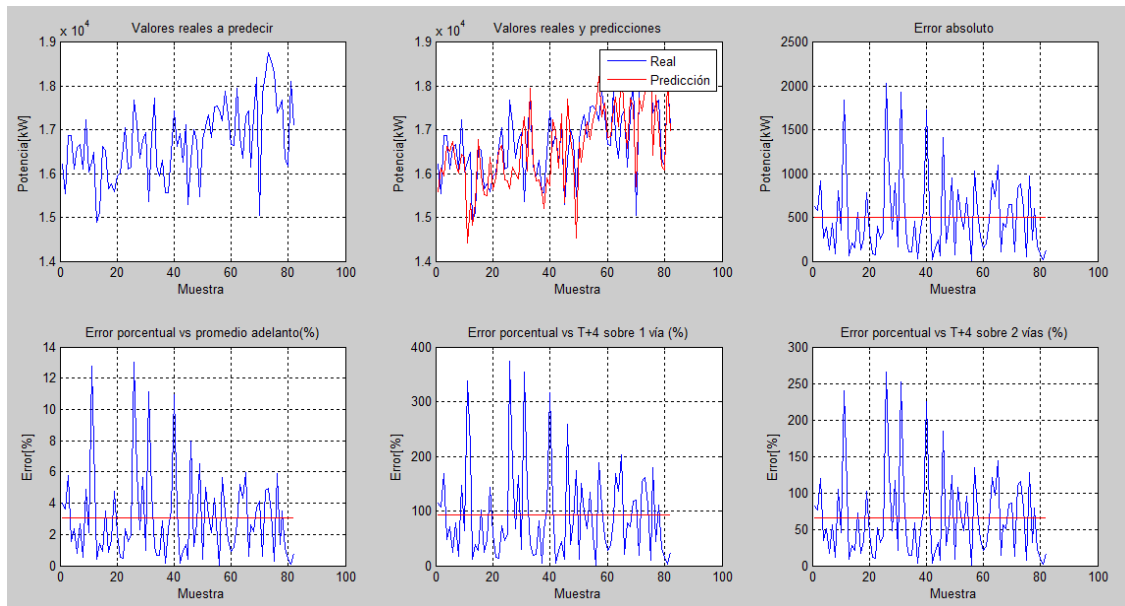 Valores reales a predecir
x 10^4
1.9
1.8
1.7
1.6
1.5
1.4
Potencia[kW]
0 20 40 60 80 100
Muestra
Valores reales y predicciones
x 10^4
1.9
1.8
1.7
1.6
1.5
1.4
Potencia[kW]
Real
Predicción
0 20 40 60 80 100
Muestra
Error absoluto
2500
2000
1500
1000
500
0
Potencia[kW]
0 20 40 60 80 100
Muestra
Error porcentual vs promedio adelanto(%)
14
12
10
8
6
4
2
0
Error[%]
0 20 40 60 80 100
Muestra
Error porcentual vs T+4 sobre 1 vía (%)
400
300
200
100
0
Error[%]
0 20 40 60 80 100
Muestra
Error porcentual vs T+4 sobre 2 vías (%)
300
250
200
150
100
50
0
Error[%]
0 20 40 60 80 100
Muestra